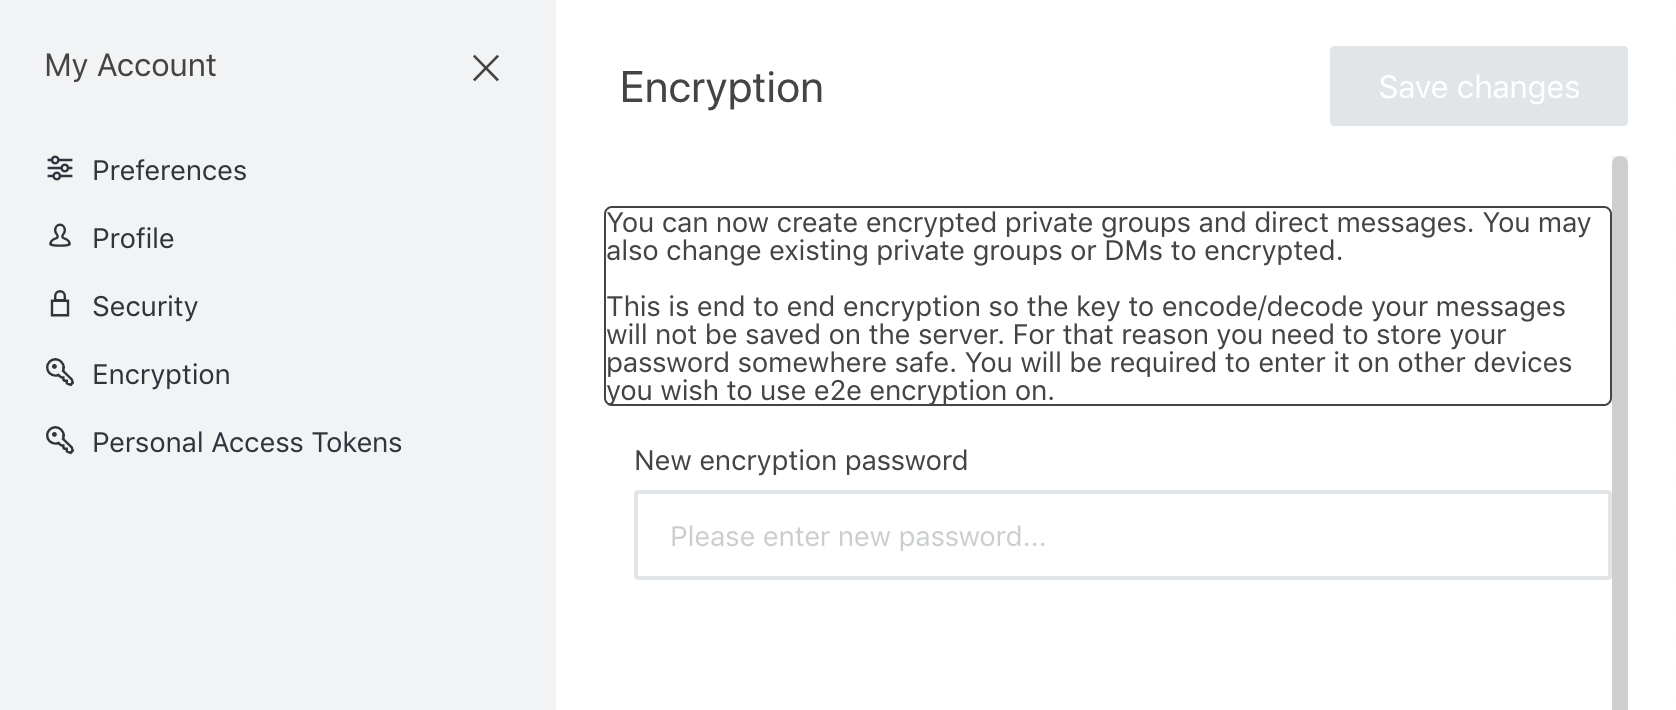 My Account
Preferences
Profile
Security
Encryption
Personal Access Tokens
Encryption
Save changes
You can now create encrypted private groups and direct messages. You may
also change existing private groups or DMs to encrypted.
This is end to end encryption so the key to encode/decode your messages
will not be saved on the server. For that reason you need to store your
password somewhere safe. You will be required to enter it on other devices
you wish to use e2e encryption on.
New encryption password
Please enter new password...